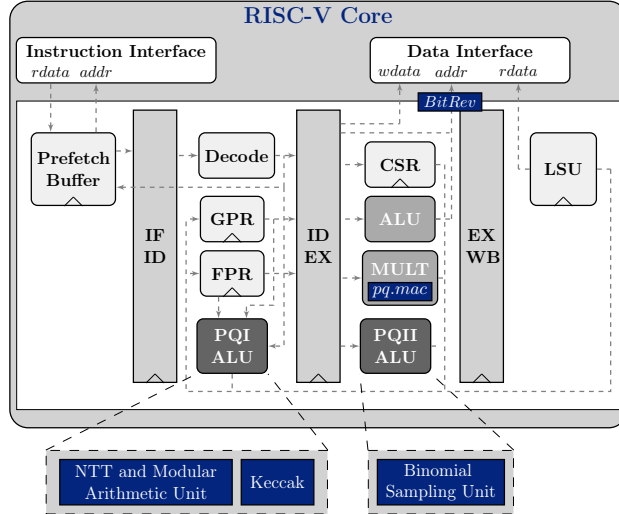 RISC-V Core
Instruction Interface
rdata addr
Data Interface
wdata addr rdata
BitRev
Prefetch
Buffer
IF
ID
Decode
GPR
FPR
PQI
ALU
ID
EX
CSR
ALU
MULT
pq.mac
PQII
ALU
EX
WB
LSU
NTT and Modular
Arithmetic Unit
Keccak
Binomial
Sampling Unit